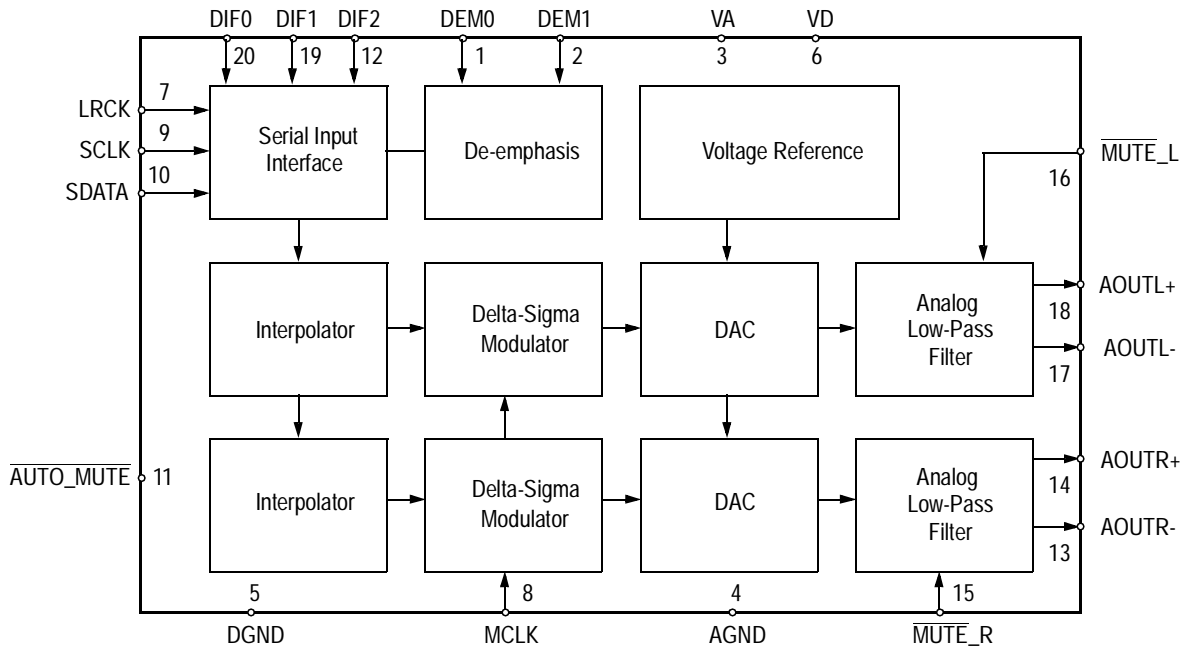 DIF0 DIF1 DIF2 DEM0 DEM1 VA VD
20 19 12 1 2 3 6
LRCK 7
SCLK 9
SDATA 10
Serial Input
Interface
De-emphasis
Voltage Reference
MUTE_L
16
Interpolator
Delta-Sigma
Modulator
DAC
Analog
Low-Pass
Filter
AOUTL+
18
AOUTL-
17
AUTO_MUTE 11
Interpolator
Delta-Sigma
Modulator
DAC
Analog
Low-Pass
Filter
AOUTR+
14
AOUTR-
13
5 8 4 15
DGND MCLK AGND MUTE_R